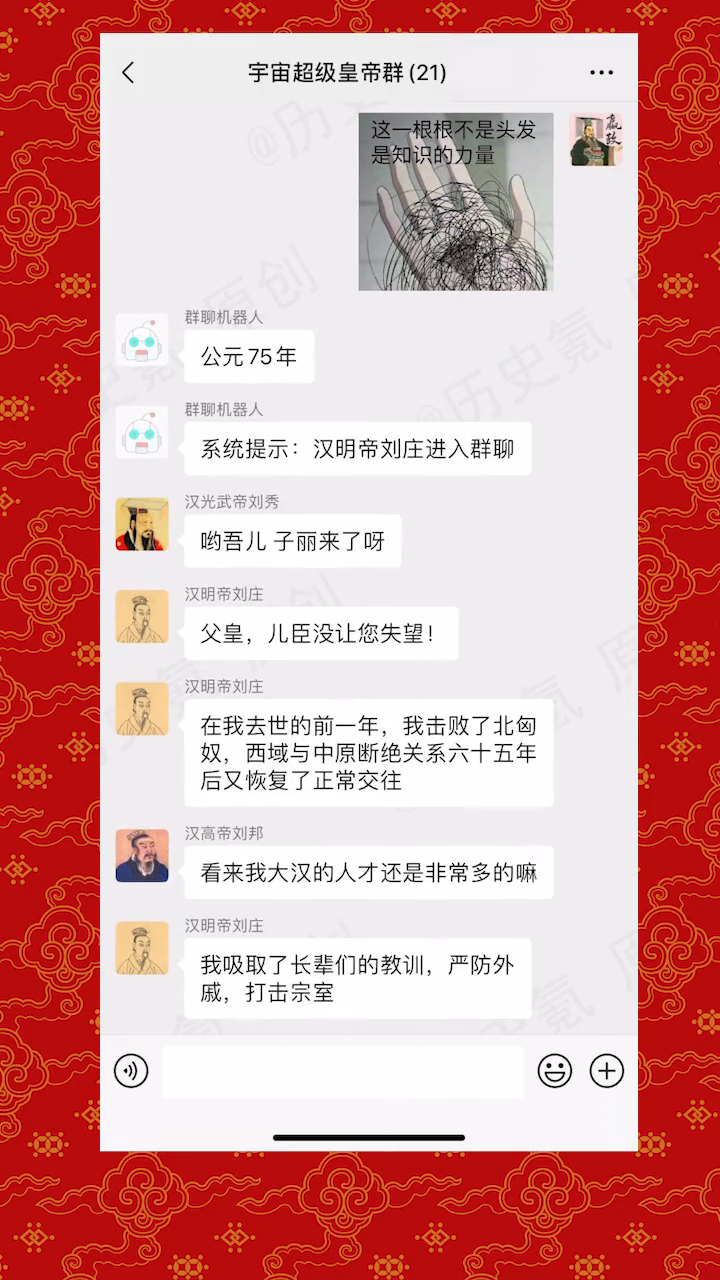 宇宙超级皇帝群(21)
这一根根不是头发
是知识的力量
嬴政
群聊机器人
公元75年
群聊机器人
系统提示：汉明帝刘庄进入群聊
汉光武帝刘秀
哟吾儿 子丽来了呀
汉明帝刘庄
父皇，儿臣没让您失望！
汉明帝刘庄
在我去世的前一年，我击败了北匈
奴，西域与中原断绝关系六十五年
后又恢复了正常交往
汉高帝刘邦
看来我大汉的人才还是非常多的嘛
汉明帝刘庄
我吸取了长辈们的教训，严防外
戚，打击宗室
@历史氪 原创